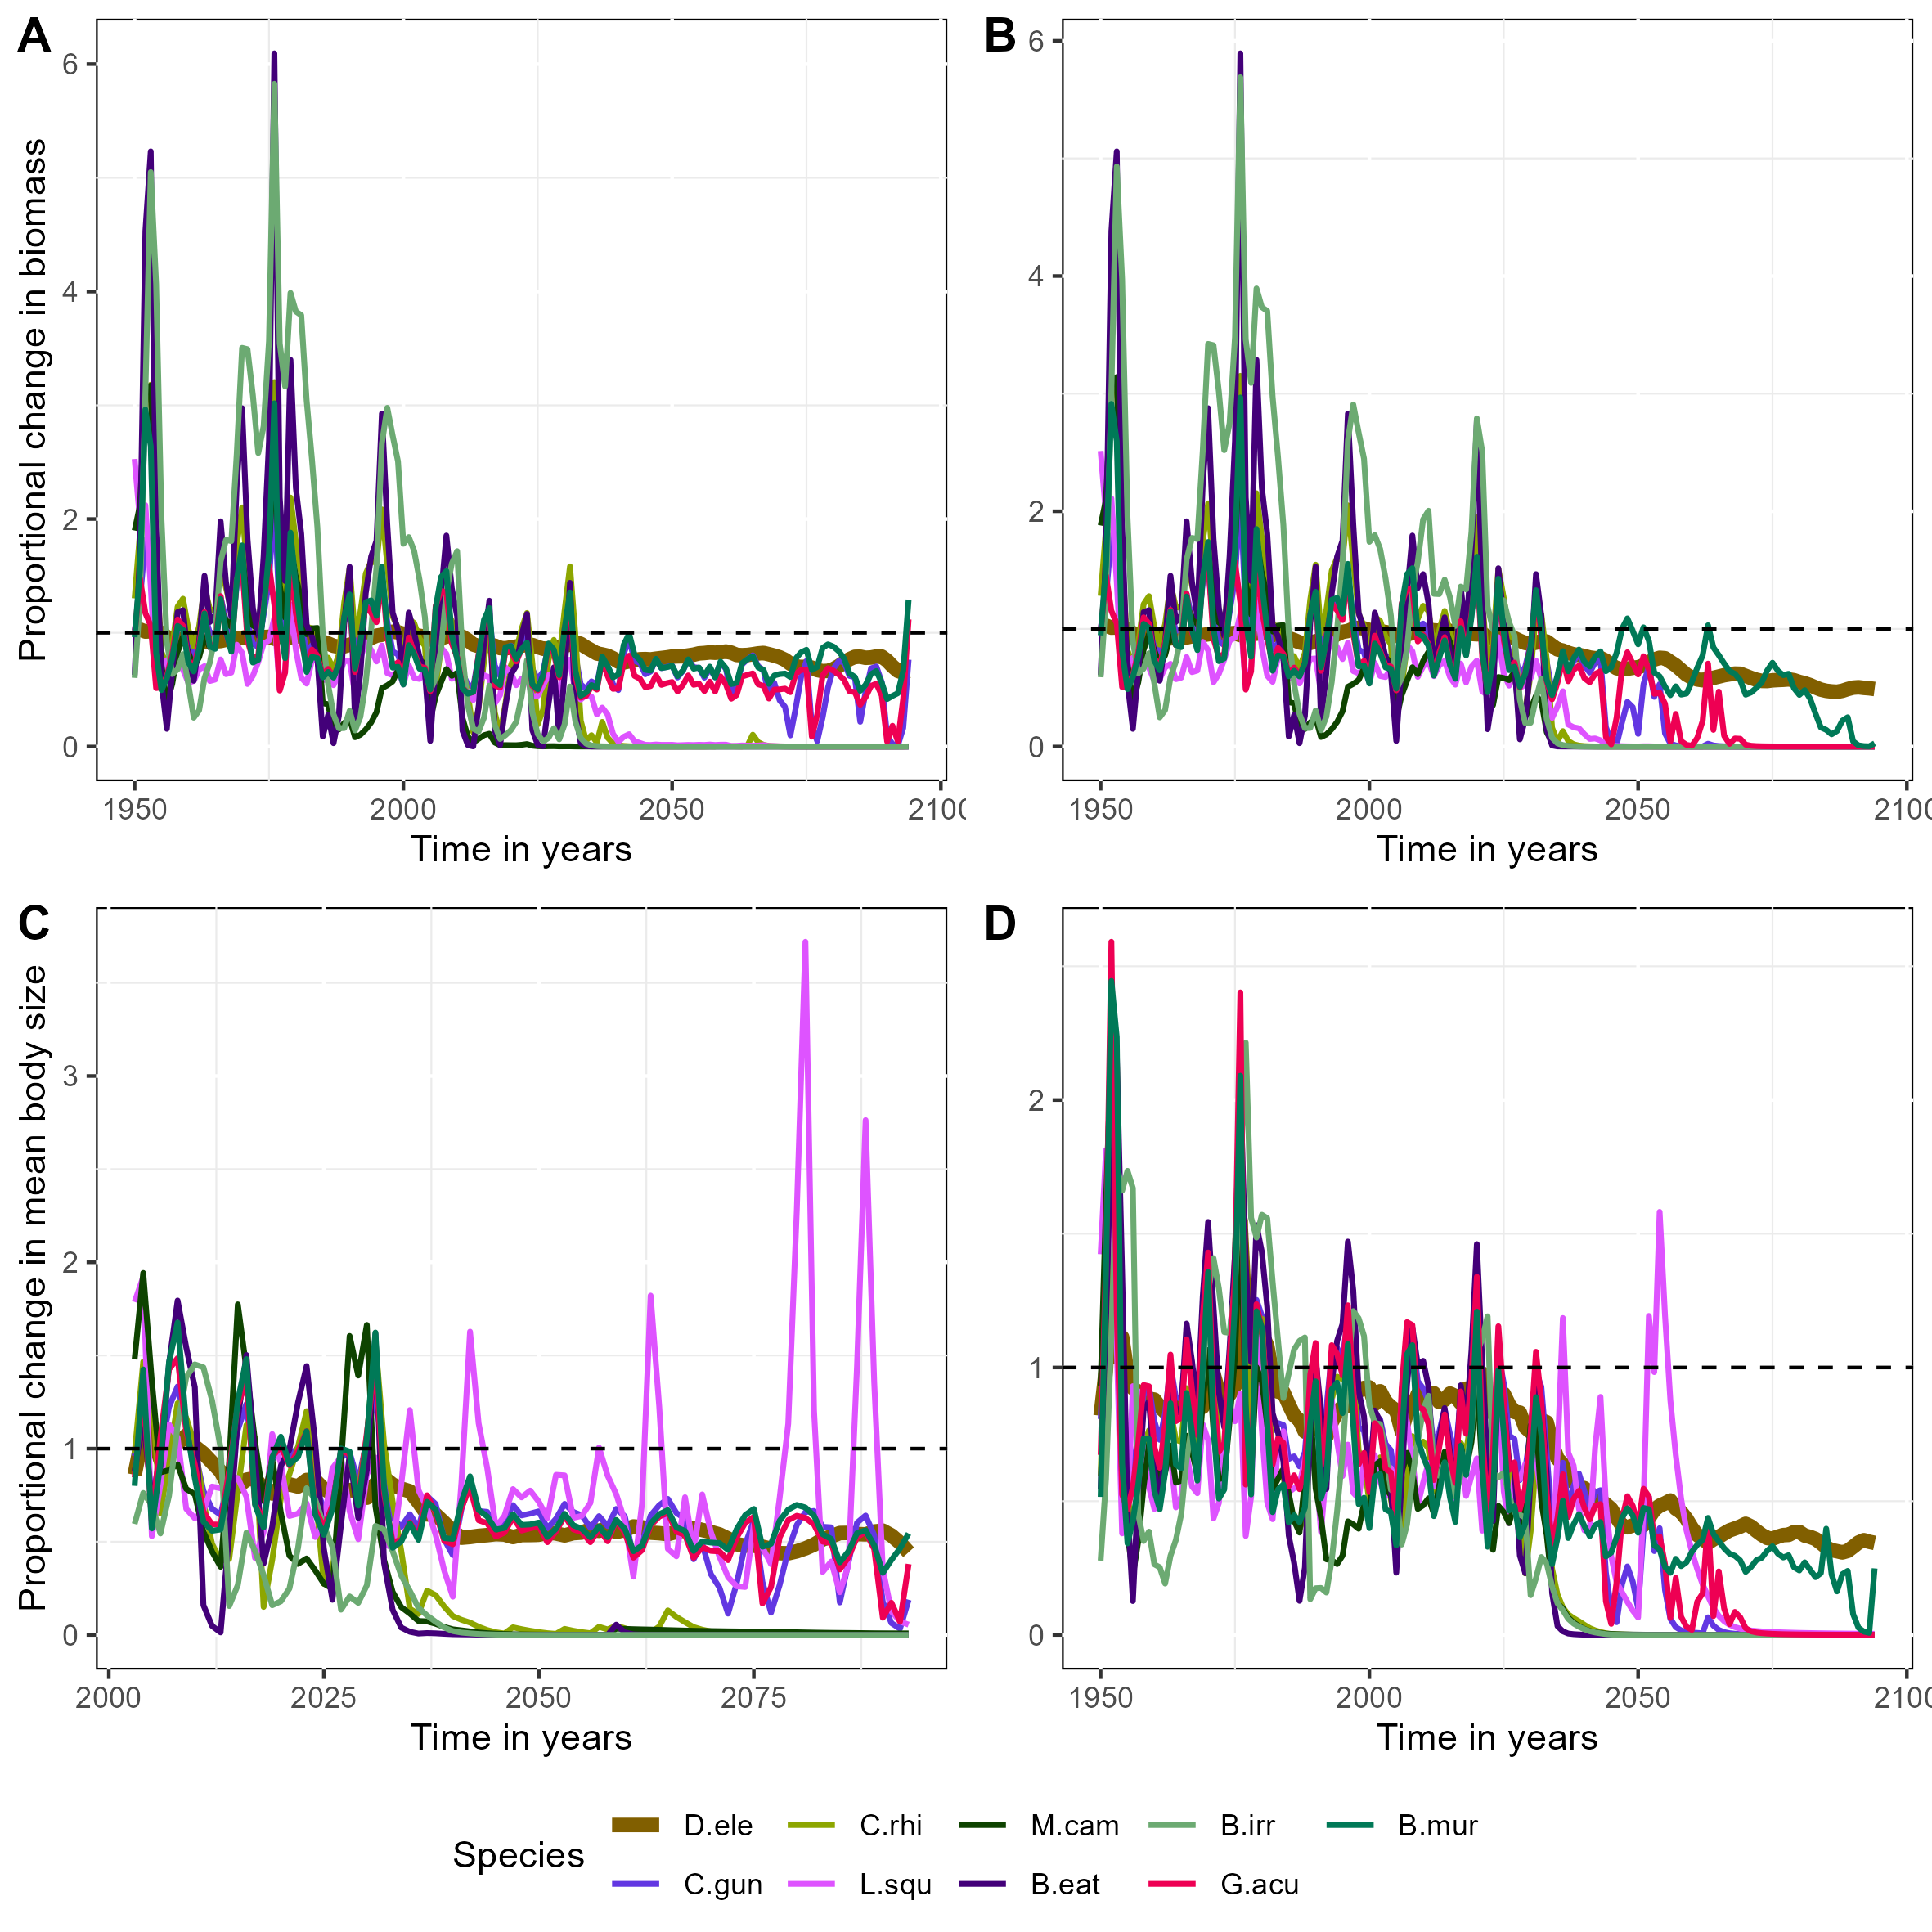 A
Proportional change in biomass
6
4
2
0
1950 2000 2050 210
Time in years
B
6
4
2
0
1950 2000 2050 2100
Time in years
C
Proportional change in mean body size
3
2
1
0
2000 2025 2050 2075
Time in years
D
2
1
0
1950 2000 2050 2100
Time in years
Species
D.ele C.rhi M.cam B.irr B.mur
C.gun L.squ B.eat G.acu